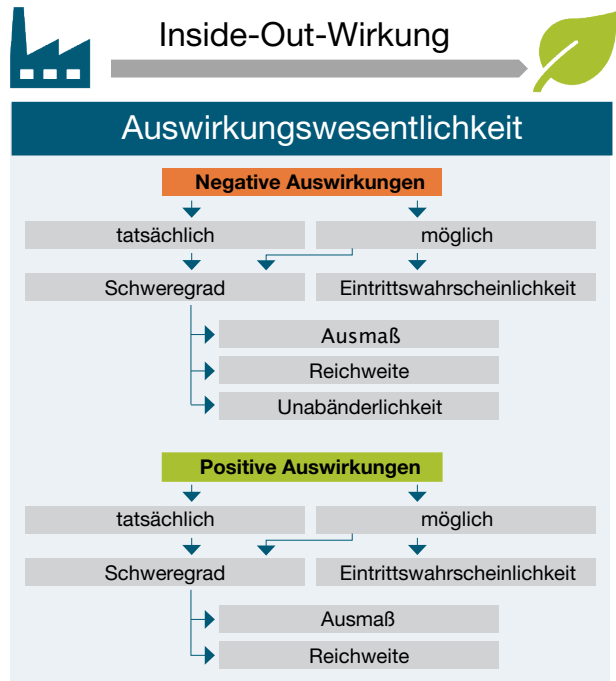 Inside-Out-Wirkung
Auswirkungswesentlichkeit
Negative Auswirkungen
tatsächlich
möglich
Schweregrad
Eintrittswahrscheinlichkeit
Ausmaß
Reichweite
Unabänderlichkeit
Positive Auswirkungen
tatsächlich
möglich
Schweregrad
Eintrittswahrscheinlichkeit
Ausmaß
Reichweite